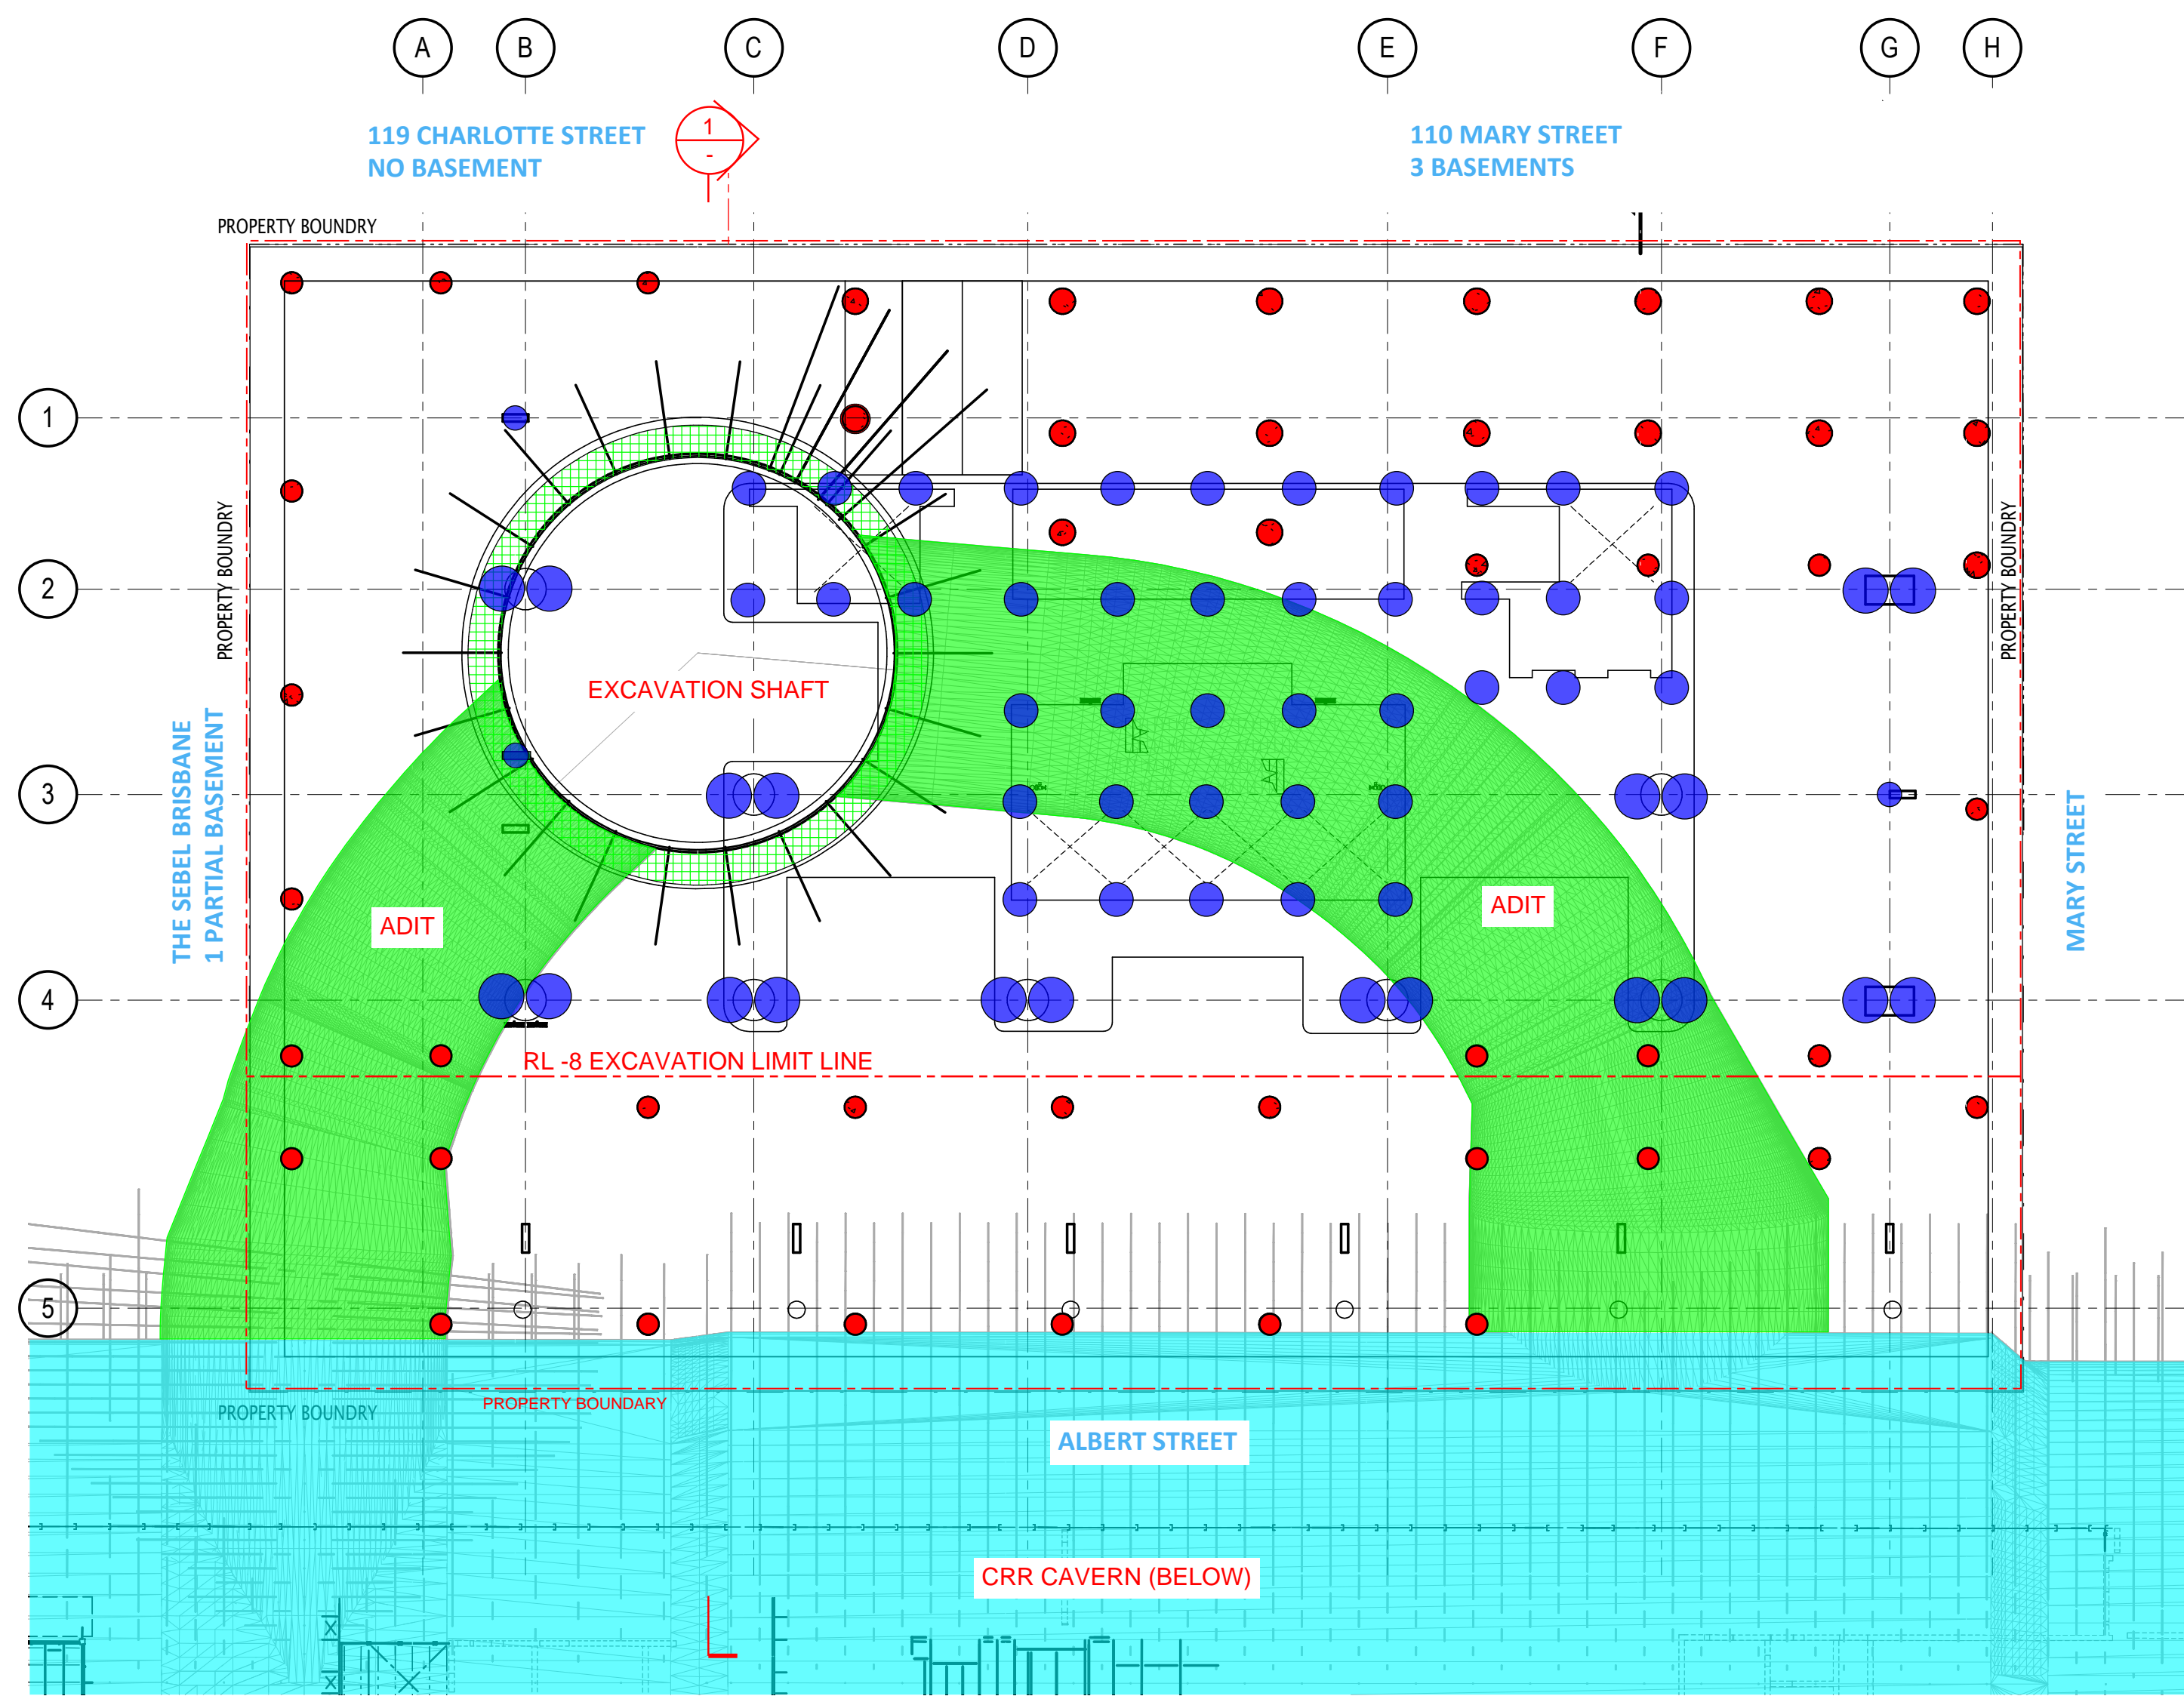 A
B
C
D
E
F
G
H
119 CHARLOTTE STREET
NO BASEMENT
1
-
110 MARY STREET
3 BASEMENTS
PROPERTY BOUNDRY
1
PROPERTY BOUNDRY
PROPERTY BOUNDRY
2
EXCAVATION SHAFT
THE SEBEL BRISBANE
1 PARTIAL BASEMENT
3
MARY STREET
ADIT
ADIT
4
RL -8 EXCAVATION LIMIT LINE
5
PROPERTY BOUNDRY
PROPERTY BOUNDARY
ALBERT STREET
CRR CAVERN (BELOW)